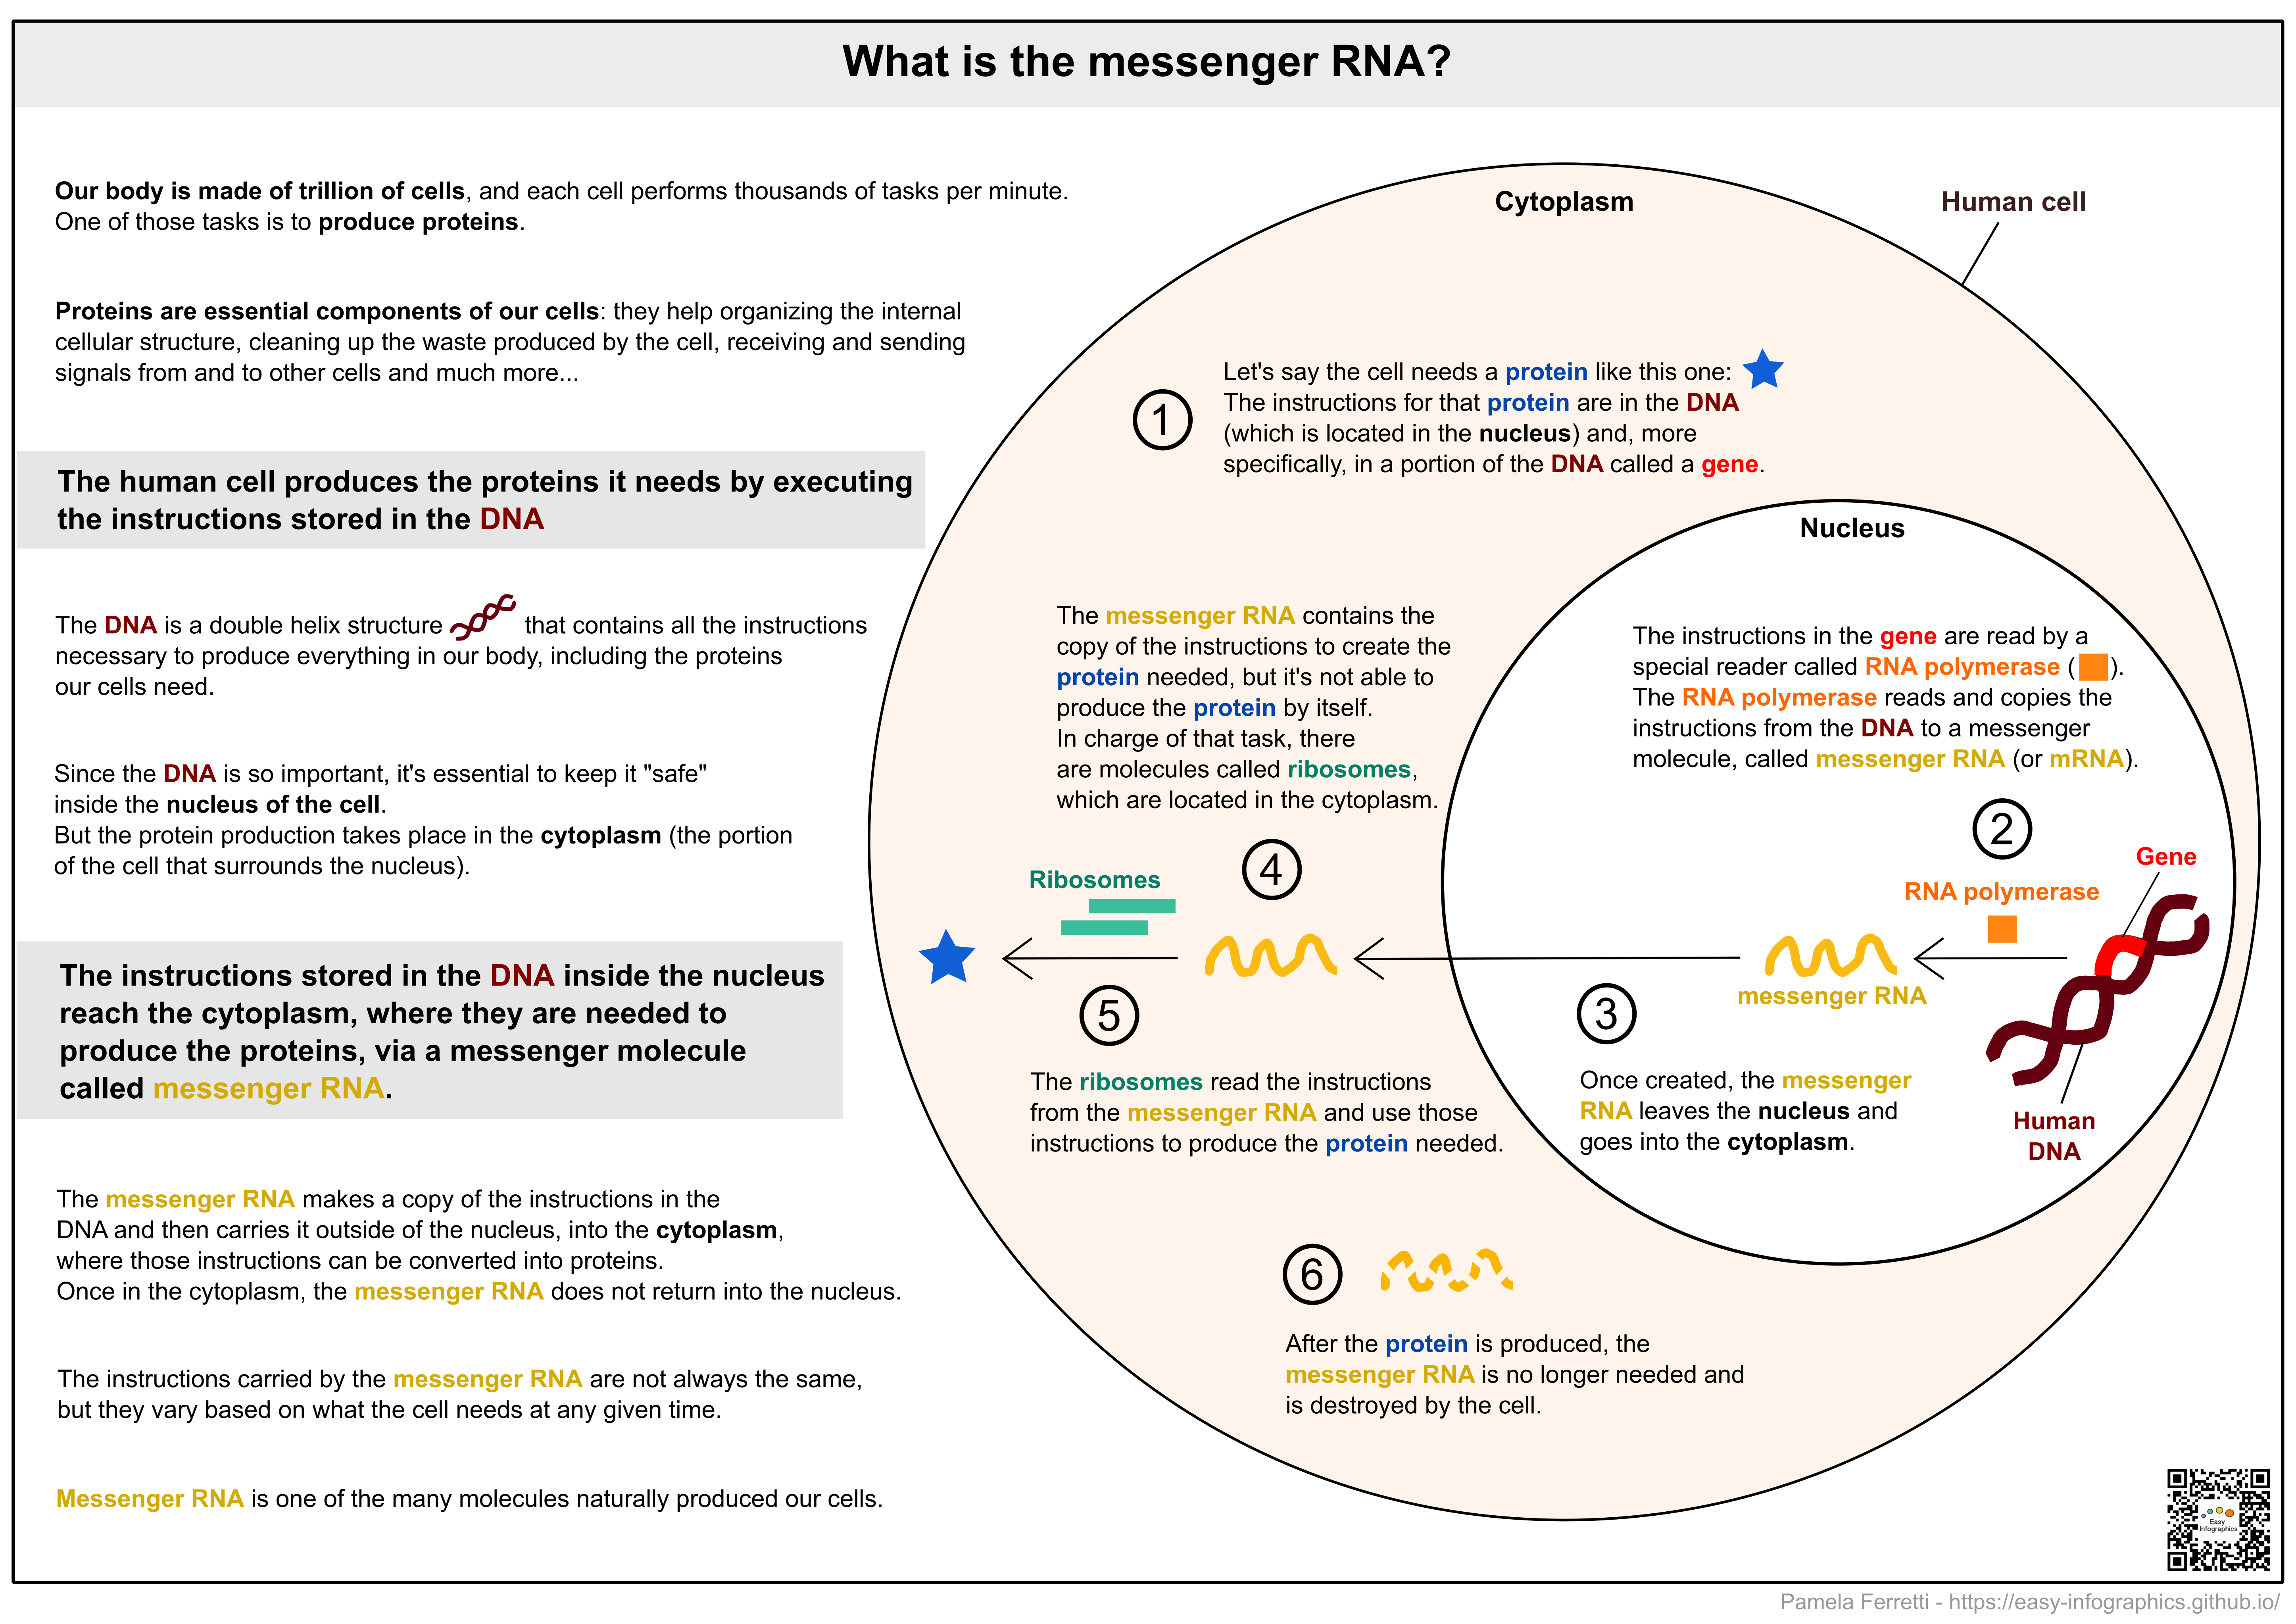 What is the messenger RNA?
Our body is made of trillion of cells, and each cell performs thousands of tasks per minute.
One of those tasks is to produce proteins.
Proteins are essential components of our cells: they help organizing the internal
cellular structure, cleaning up the waste produced by the cell, receiving and sending
signals from and to other cells and much more...
The human cell produces the proteins it needs by executing
the instructions stored in the DNA
The DNA is a double helix structure that contains all the instructions
necessary to produce everything in our body, including the proteins
our cells need.
Since the DNA is so important, it's essential to keep it "safe"
inside the nucleus of the cell.
But the protein production takes place in the cytoplasm (the portion
of the cell that surrounds the nucleus).
The instructions stored in the DNA inside the nucleus
reach the cytoplasm, where they are needed to
produce the proteins, via a messenger molecule
called messenger RNA.
The messenger RNA makes a copy of the instructions in the
DNA and then carries it outside of the nucleus, into the cytoplasm,
where those instructions can be converted into proteins.
Once in the cytoplasm, the messenger RNA does not return into the nucleus.
The instructions carried by the messenger RNA are not always the same,
but they vary based on what the cell needs at any given time.
Messenger RNA is one of the many molecules naturally produced our cells.
Cytoplasm
Human cell
1
Let's say the cell needs a protein like this one:
The instructions for that protein are in the DNA
(which is located in the nucleus) and, more
specifically, in a portion of the DNA called a gene.
Nucleus
The instructions in the gene are read by a
special reader called RNA polymerase ( ).
The RNA polymerase reads and copies the
instructions from the DNA to a messenger
molecule, called messenger RNA (or mRNA).
2
Gene
RNA polymerase
messenger RNA
Human
DNA
3
Once created, the messenger
RNA leaves the nucleus and
goes into the cytoplasm.
The messenger RNA contains the
copy of the instructions to create the
protein needed, but it's not able to
produce the protein by itself.
In charge of that task, there
are molecules called ribosomes,
which are located in the cytoplasm.
4
Ribosomes
5
The ribosomes read the instructions
from the messenger RNA and use those
instructions to produce the protein needed.
6
After the protein is produced, the
messenger RNA is no longer needed and
is destroyed by the cell.
Easy
Infographics
Pamela Ferretti - https://easy-infographics.github.io/